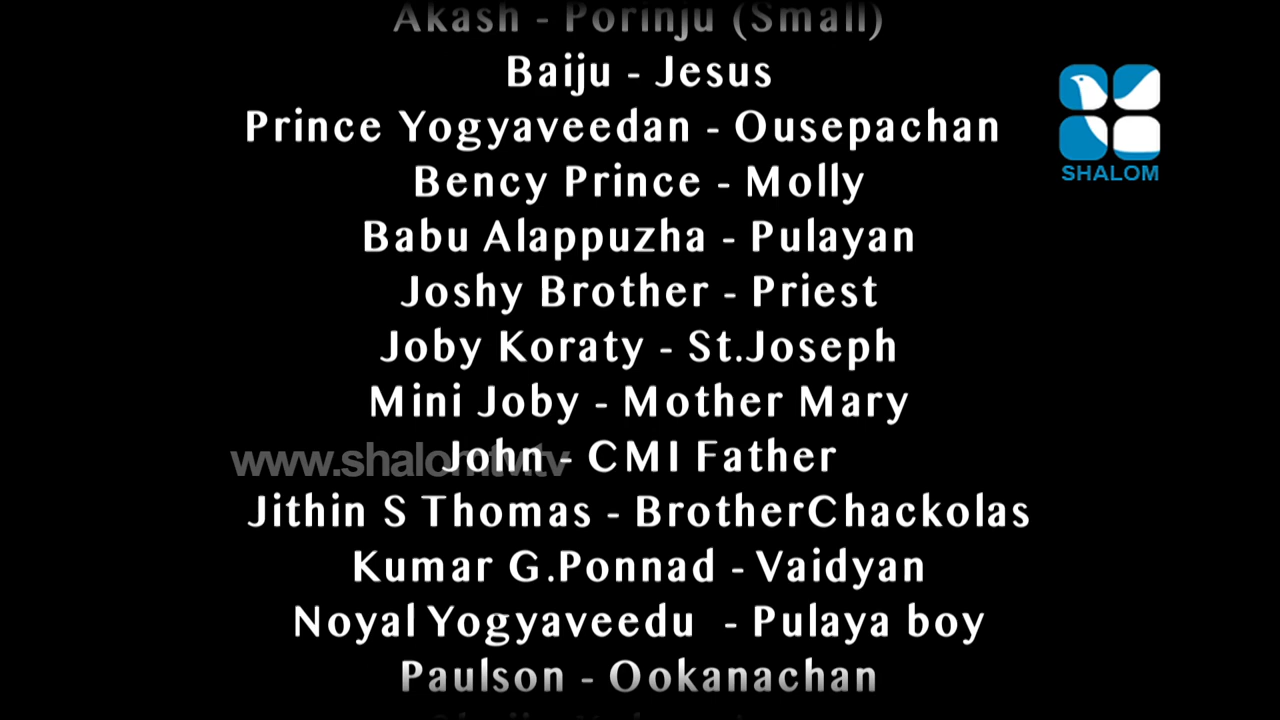 Akash - Porinju (Small)
Baiju - Jesus
Prince Yogyaveedan - Ousepachan
SHALOM
Bency Prince - Molly
Babu Alappuzha - Pulayan
Joshy Brother - Priest
Joby Koraty - St.Joseph
Mini Joby - Mother Mary
www.shalomtv.tv
John - CMI Father
Jithin S Thomas - BrotherChackolas
Kumar G.Ponnad - Vaidyan
Noyal Yogyaveedu - Pulaya boy
Paulson - Ookanachan